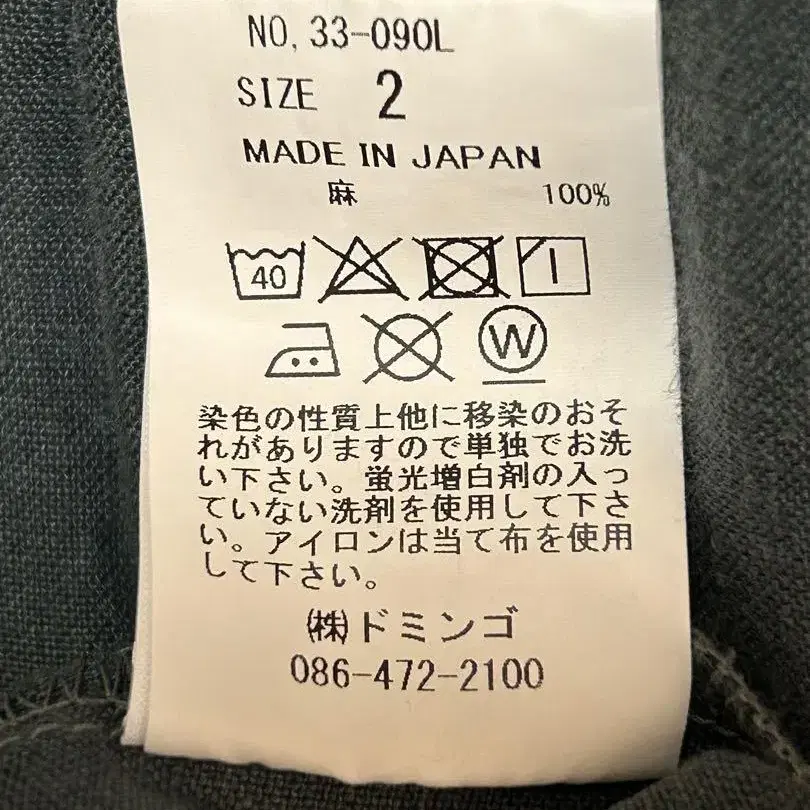 NO, 33-090L
SIZE 2
MADE IN JAPAN
麻 100%
40
W
染色の性質上他に移染のおそ
れがありますので単独でお洗
い下さい。蛍光増白剤の入っ
ていない洗剤を使用して下さ
い。アイロンは当て布を使用
して下さい。
㈱ドミンゴ
086-472-2100